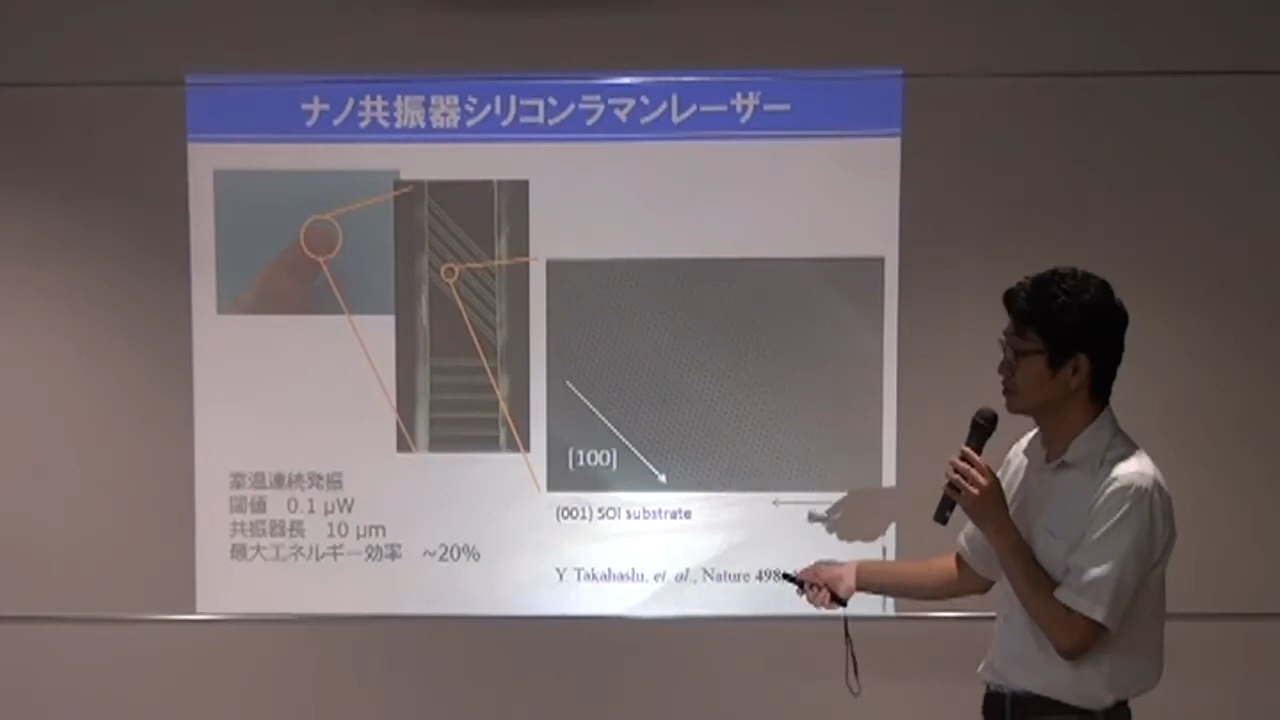 ナノ共振器シリコンラマンレーザー
[100]
(001) SOI substrate
室温連続発振
閾値 0.1 µW
共振器長 10 µm
最大エネルギー効率 ~20%
Y. Takahashi, et. al., Nature 498,